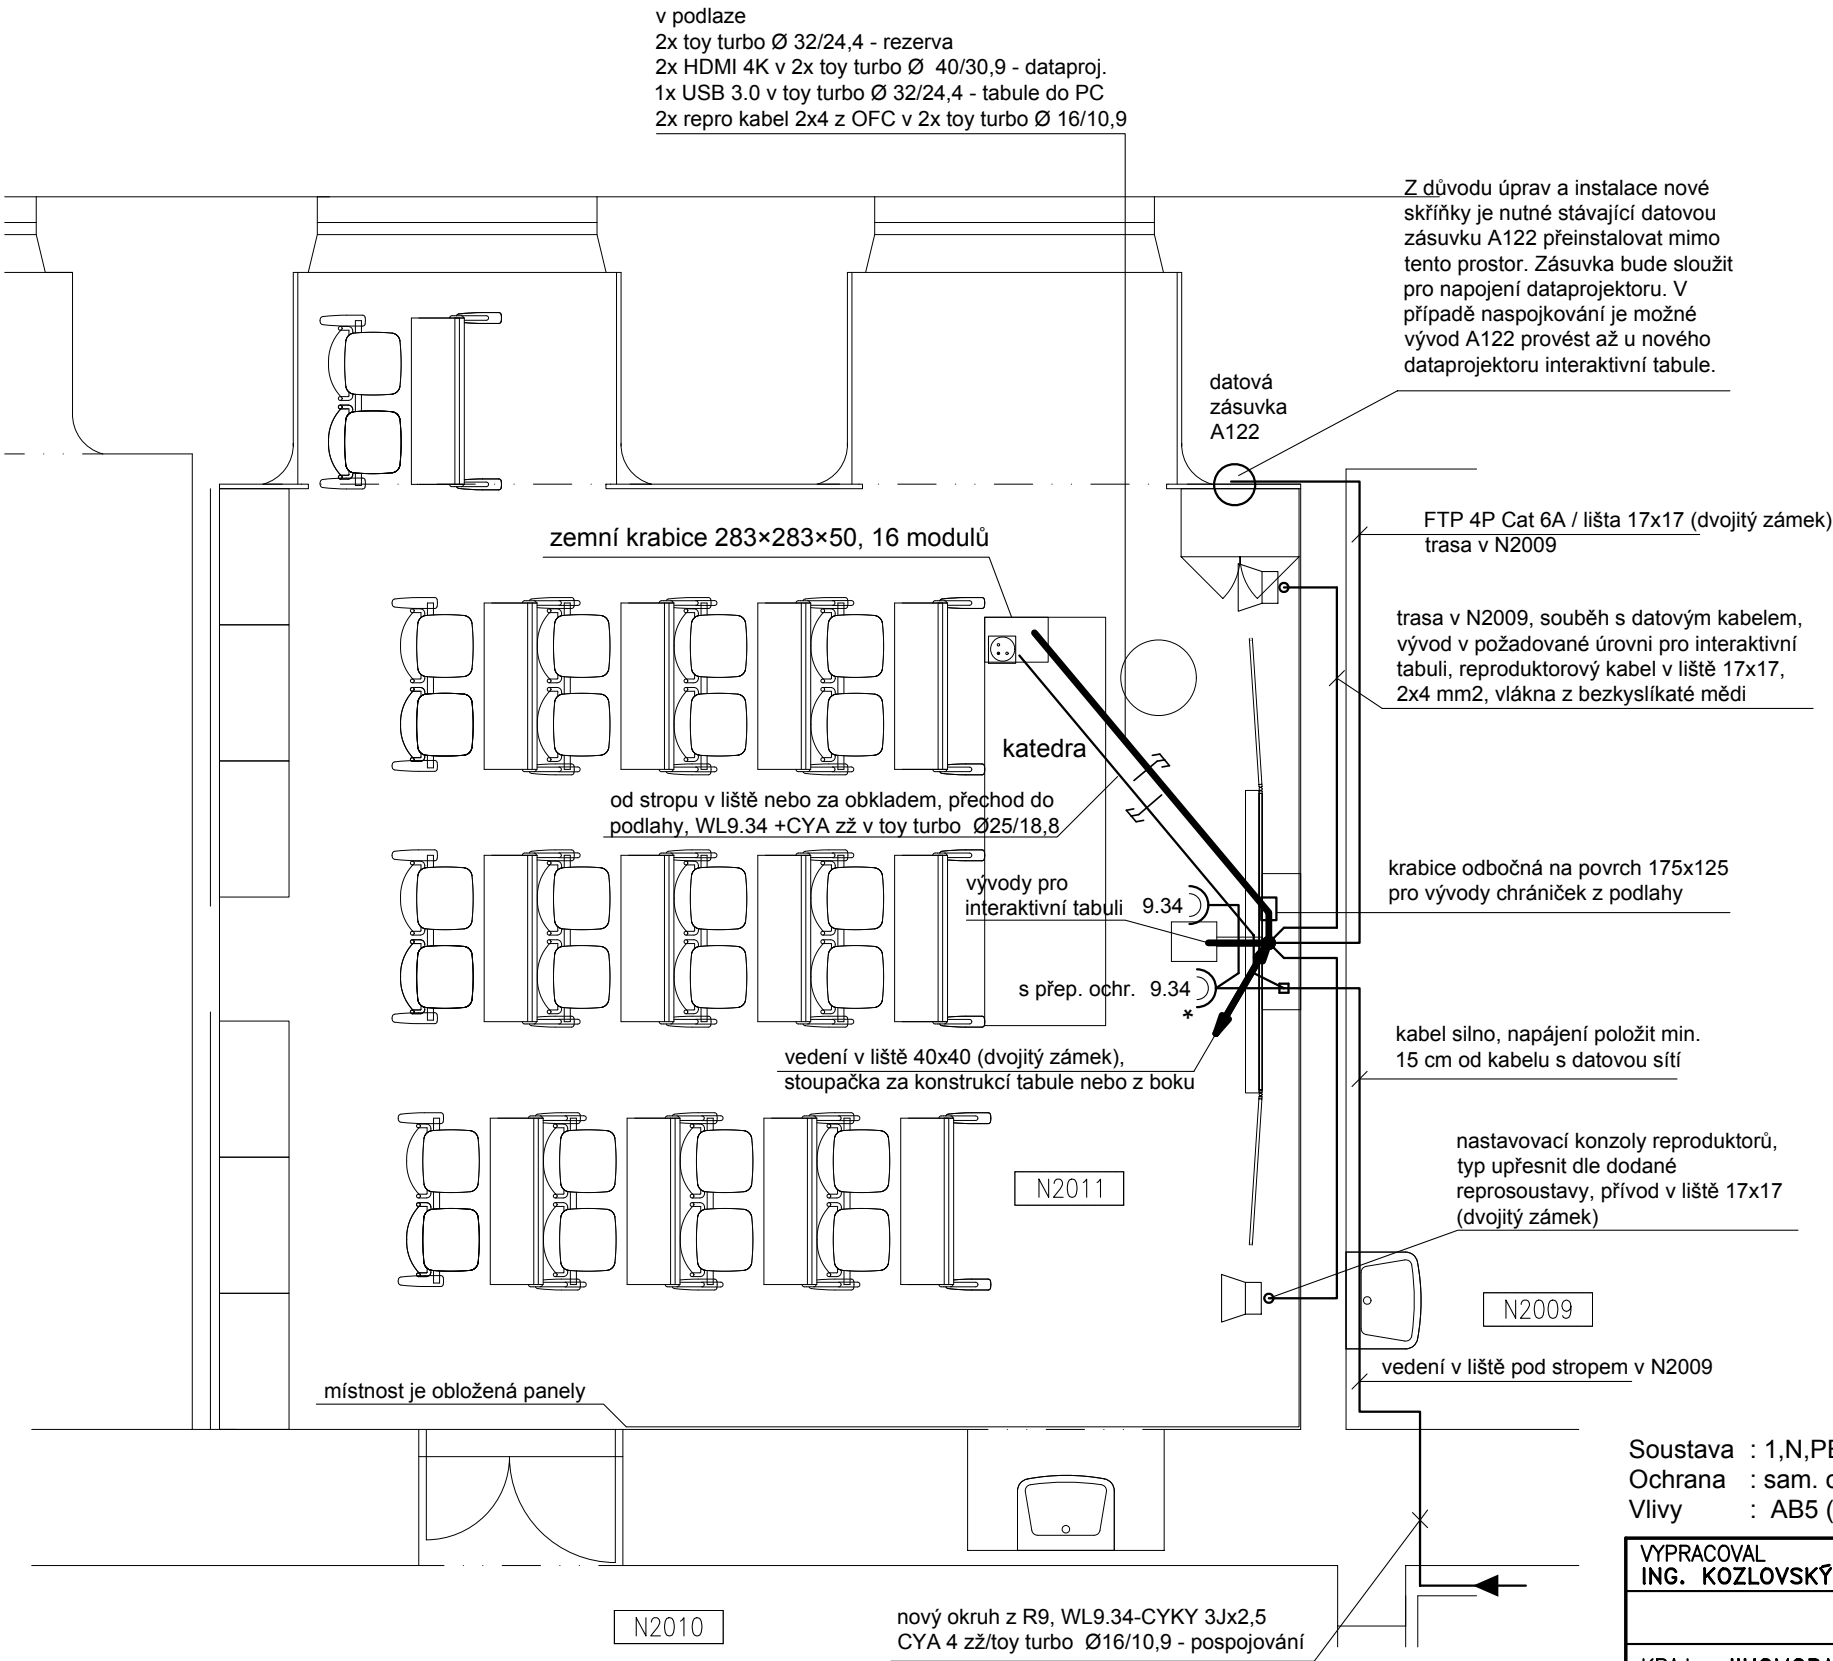 v podlaze
2x toy turbo Ø 32/24,4 - rezerva
2x HDMI 4K v 2x toy turbo Ø  40/30,9 - dataproj.
1x USB 3.0 v toy turbo Ø 32/24,4 - tabule do PC
2x repro kabel 2x4 z OFC v 2x toy turbo Ø 16/10,9
Z důvodu úprav a instalace nové
skříňky je nutné stávající datovou
zásuvku A122 přeinstalovat mimo
tento prostor. Zásuvka bude sloužit
pro napojení dataprojektoru. V
případě naspojkování je možné
vývod A122 provést až u nového
dataprojektoru interaktivní tabule.
datová
zásuvka
A122
zemní krabice 283×283×50, 16 modulů
FTP 4P Cat 6A / lišta 17x17 (dvojitý zámek)
trasa v N2009
trasa v N2009, souběh s datovým kabelem,
vývod v požadované úrovni pro interaktivní
tabuli, reproduktorový kabel v liště 17x17,
2x4 mm2, vlákna z bezkyslíkaté mědi
katedra
od stropu v liště nebo za obkladem, přechod do
podlahy, WL9.34 +CYA zž v toy turbo  Ø25/18,8
vývody pro
interaktivní tabuli
9.34
krabice odbočná na povrch 175x125
pro vývody chrániček z podlahy
s přep. ochr.
9.34
*
vedení v liště 40x40 (dvojitý zámek),
stoupačka za konstrukcí tabule nebo z boku
kabel silno, napájení položit min.
15 cm od kabelu s datovou sítí
nastavovací konzoly reproduktorů,
typ upřesnit dle dodané
reprosoustavy, přívod v liště 17x17
(dvojitý zámek)
N2011
N2009
vedení v liště pod stropem v N2009
místnost je obložená panely
Soustava : 1,N,PE
Ochrana : sam. o
Vlivy : AB5 (
VYPRACOVAL
ING. KOZLOVSKÝ
N2010
nový okruh z R9, WL9.34-CYKY 3Jx2,5
CYA 4 zž/toy turbo  Ø16/10,9 - pospojování